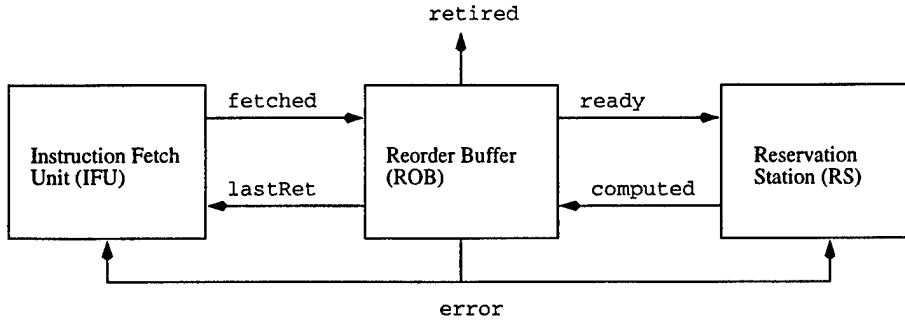 retired
fetched
ready
Instruction Fetch
Unit (IFU)
Reorder Buffer
(ROB)
Reservation
Station (RS)
lastRet
computed
error